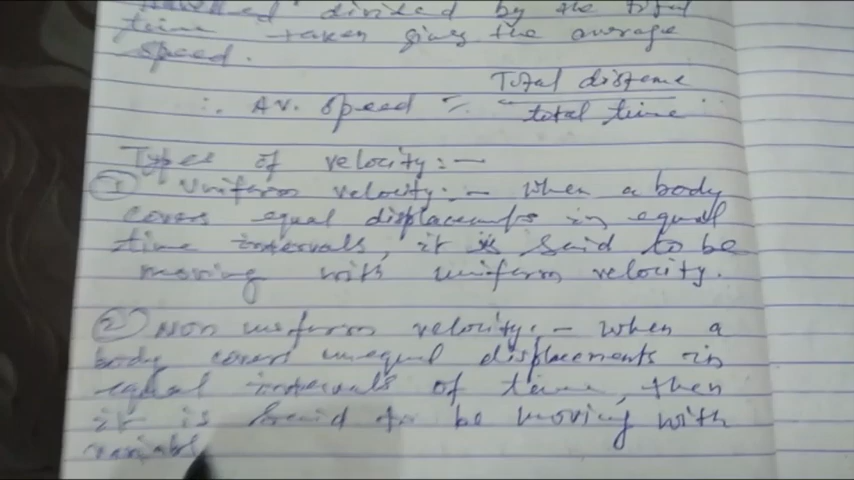 divided by the total
time taken gives the average
speed.
Total distance
∴ Av. speed = total time
Types of velocity:—
① Uniform velocity:— When a body
covers equal displacements in equal
time intervals, it is said to be
moving with uniform velocity.
② Non uniform velocity:— When a
body covers unequal displacements in
equal intervals of time, then
it is said to be moving with
variabl